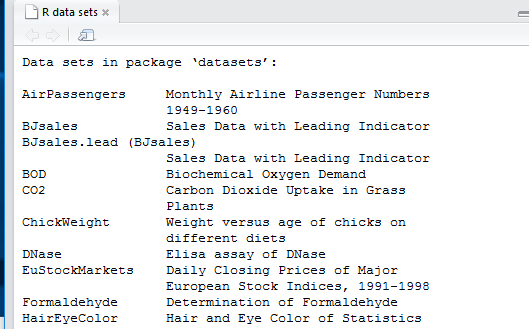 R data sets
Data sets in package ‘datasets’:
AirPassengers Monthly Airline Passenger Numbers
1949-1960
BJsales Sales Data with Leading Indicator
BJsales.lead (BJsales)
Sales Data with Leading Indicator
BOD Biochemical Oxygen Demand
CO2 Carbon Dioxide Uptake in Grass
Plants
ChickWeight Weight versus age of chicks on
different diets
DNase Elisa assay of DNase
EuStockMarkets Daily Closing Prices of Major
European Stock Indices, 1991-1998
Formaldehyde Determination of Formaldehyde
HairEyeColor Hair and Eye Color of Statistics